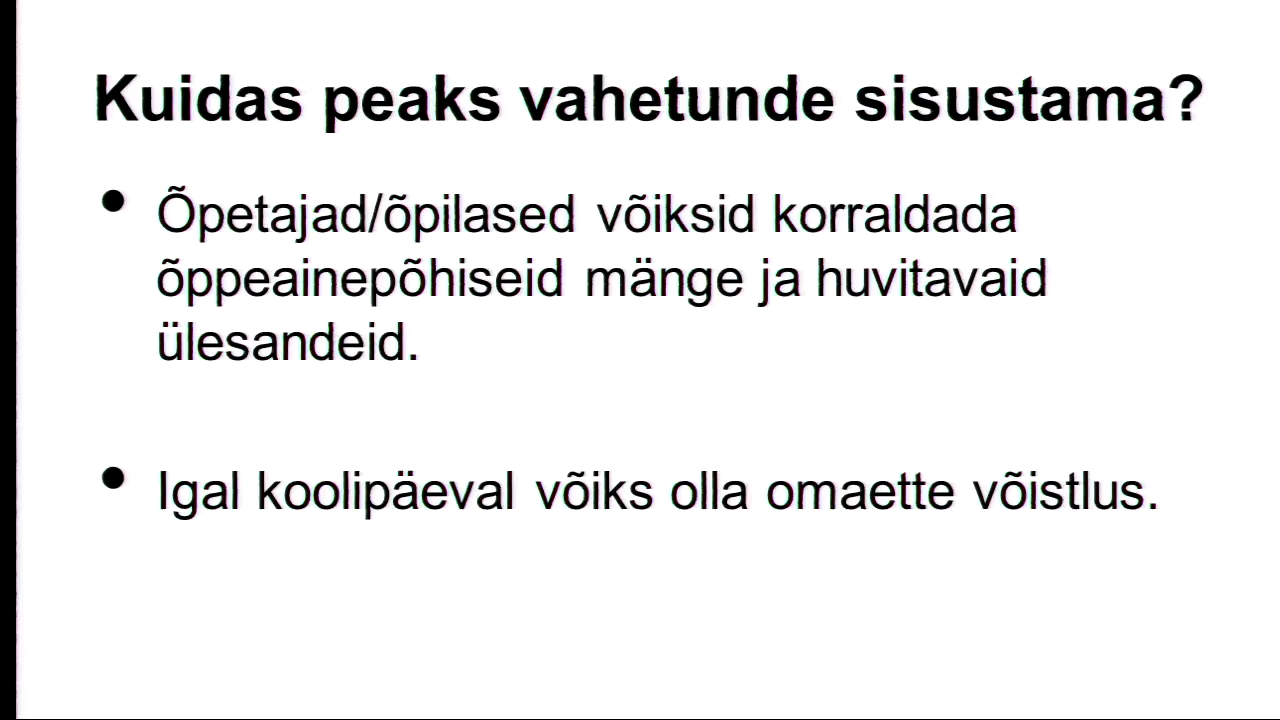 Kuidas peaks vahetunde sisustama?
• Õpetajad/õpilased võiksid korraldada
õppeainepõhiseid mänge ja huvitavaid
ülesandeid.
• Igal koolipäeval võiks olla omaette võistlus.